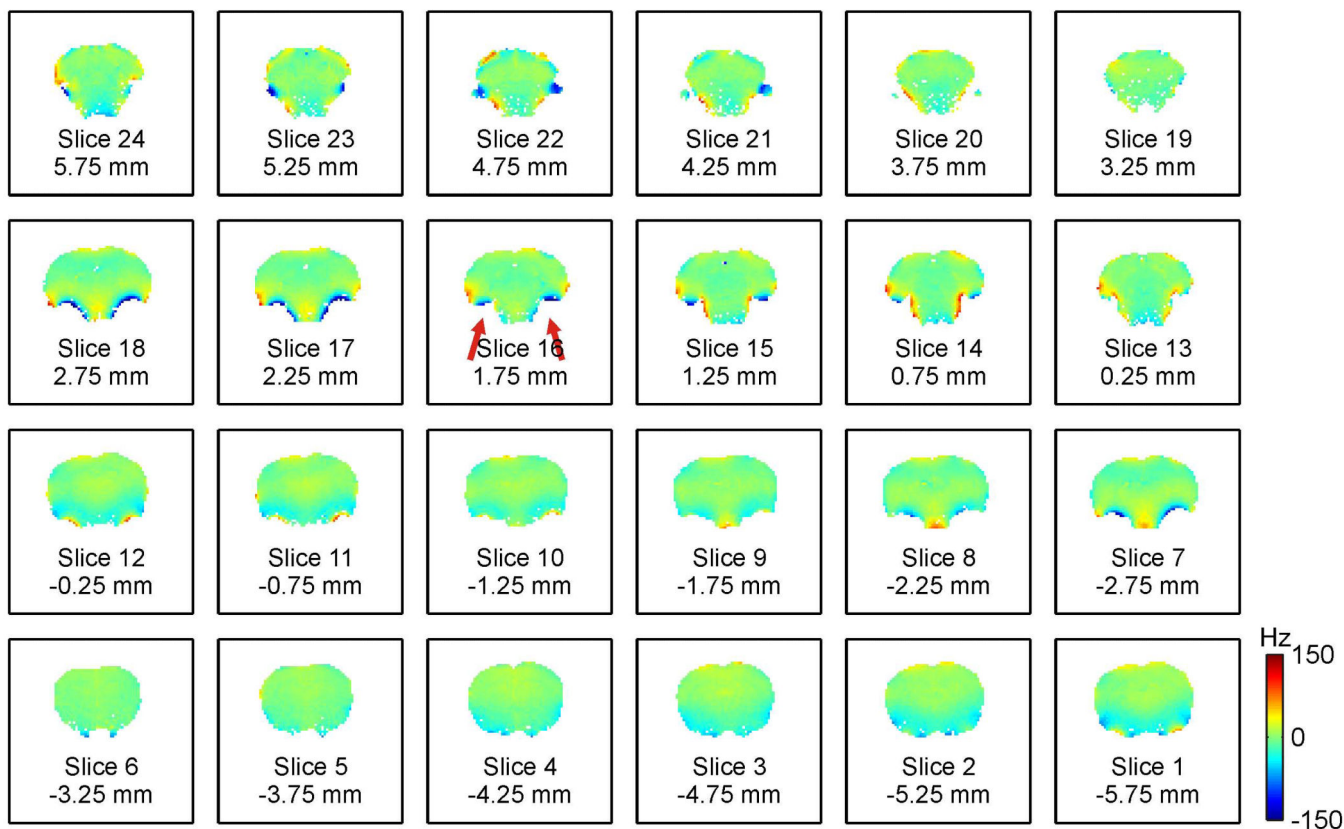 Slice 24
5.75 mm
Slice 23
5.25 mm
Slice 22
4.75 mm
Slice 21
4.25 mm
Slice 20
3.75 mm
Slice 19
3.25 mm
Slice 18
2.75 mm
Slice 17
2.25 mm
Slice 16
1.75 mm
Slice 15
1.25 mm
Slice 14
0.75 mm
Slice 13
0.25 mm
Slice 12
-0.25 mm
Slice 11
-0.75 mm
Slice 10
-1.25 mm
Slice 9
-1.75 mm
Slice 8
-2.25 mm
Slice 7
-2.75 mm
Slice 6
-3.25 mm
Slice 5
-3.75 mm
Slice 4
-4.25 mm
Slice 3
-4.75 mm
Slice 2
-5.25 mm
Slice 1
-5.75 mm
Hz
150
0
-150